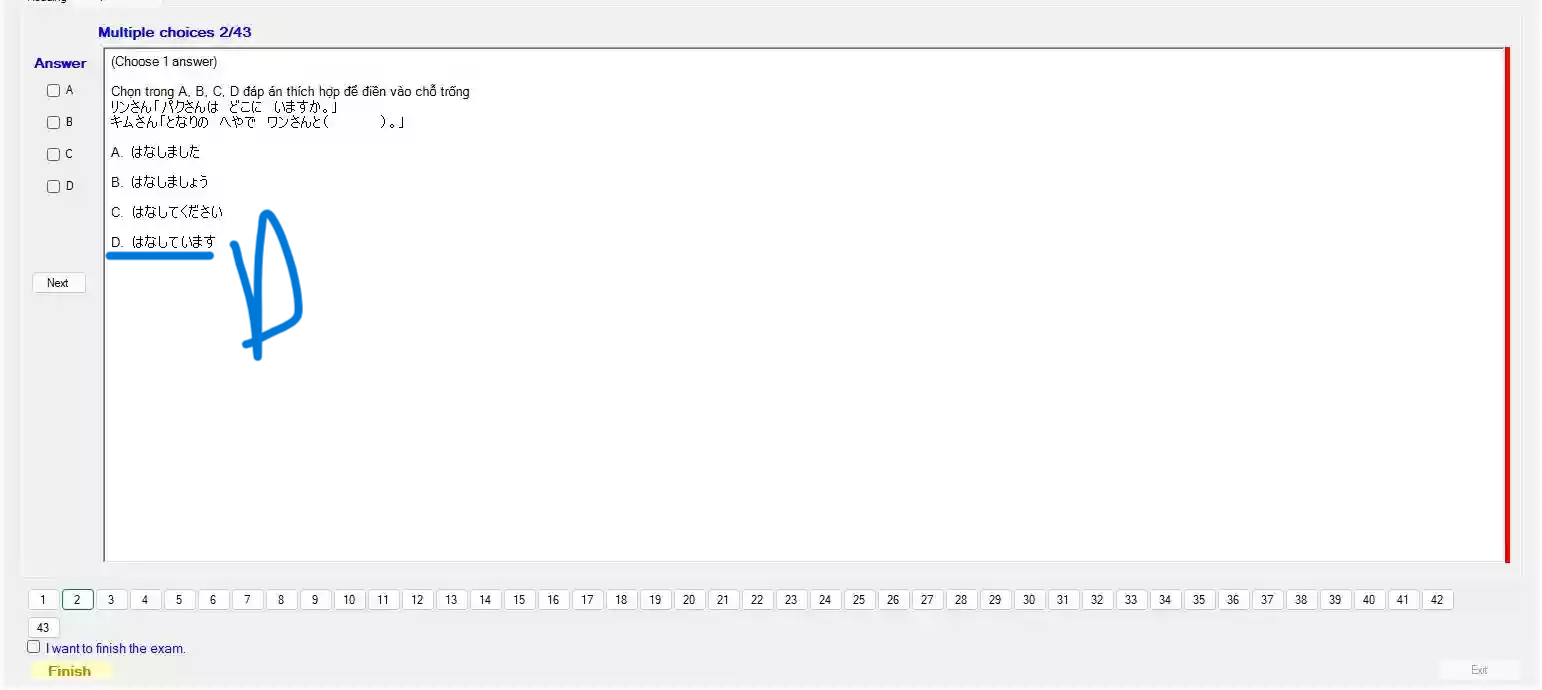 Multiple choices 2/43
Answer
(Choose 1 answer)
A
B
C
D
Chọn trong A, B, C, D đáp án thích hợp để điền vào chỗ trống
リンさん「パクさんは　どこに　いますか。」
キムさん「となりの　へやで　ワンさんと(　　　)。」
A. はなしました
B. はなしましょう
C. はなしてください
D. はなしています
D
Next
1 2 3 4 5 6 7 8 9 10 11 12 13 14 15 16 17 18 19 20 21 22 23 24 25 26 27 28 29 30 31 32 33 34 35 36 37 38 39 40 41 42
43
I want to finish the exam.
Finish
Exit